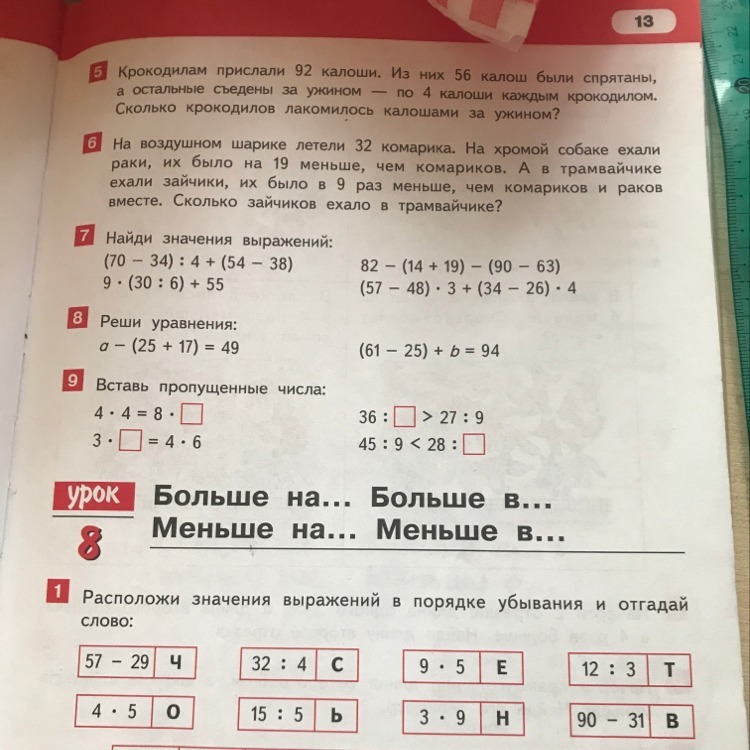 13
5 Крокодилам прислали 92 калоши. Из них 56 калош были спрятаны,
а остальные съедены за ужином — по 4 калоши каждым крокодилом.
Сколько крокодилов лакомилось калошами за ужином?
6 На воздушном шарике летели 32 комарика. На хромой собаке ехали
раки, их было на 19 меньше, чем комариков. А в трамвайчике
ехали зайчики, их было в 9 раз меньше, чем комариков и раков
вместе. Сколько зайчиков ехало в трамвайчике?
7 Найди значения выражений:
(70 – 34) : 4 + (54 – 38) 82 – (14 + 19) – (90 – 63)
9 · (30 : 6) + 55 (57 – 48) · 3 + (34 – 26) · 4
8 Реши уравнения:
a – (25 + 17) = 49 (61 – 25) + b = 94
9 Вставь пропущенные числа:
4 · 4 = 8 · □ 36 : □ > 27 : 9
3 · □ = 4 · 6 45 : 9 < 28 : □
урок Больше на... Больше в...
8 Меньше на... Меньше в...
1 Расположи значения выражений в порядке убывания и отгадай
слово:
57 – 29 Ч 32 : 4 С 9 · 5 Е 12 : 3 Т
4 · 5 О 15 : 5 Ь 3 · 9 Н 90 – 31 В